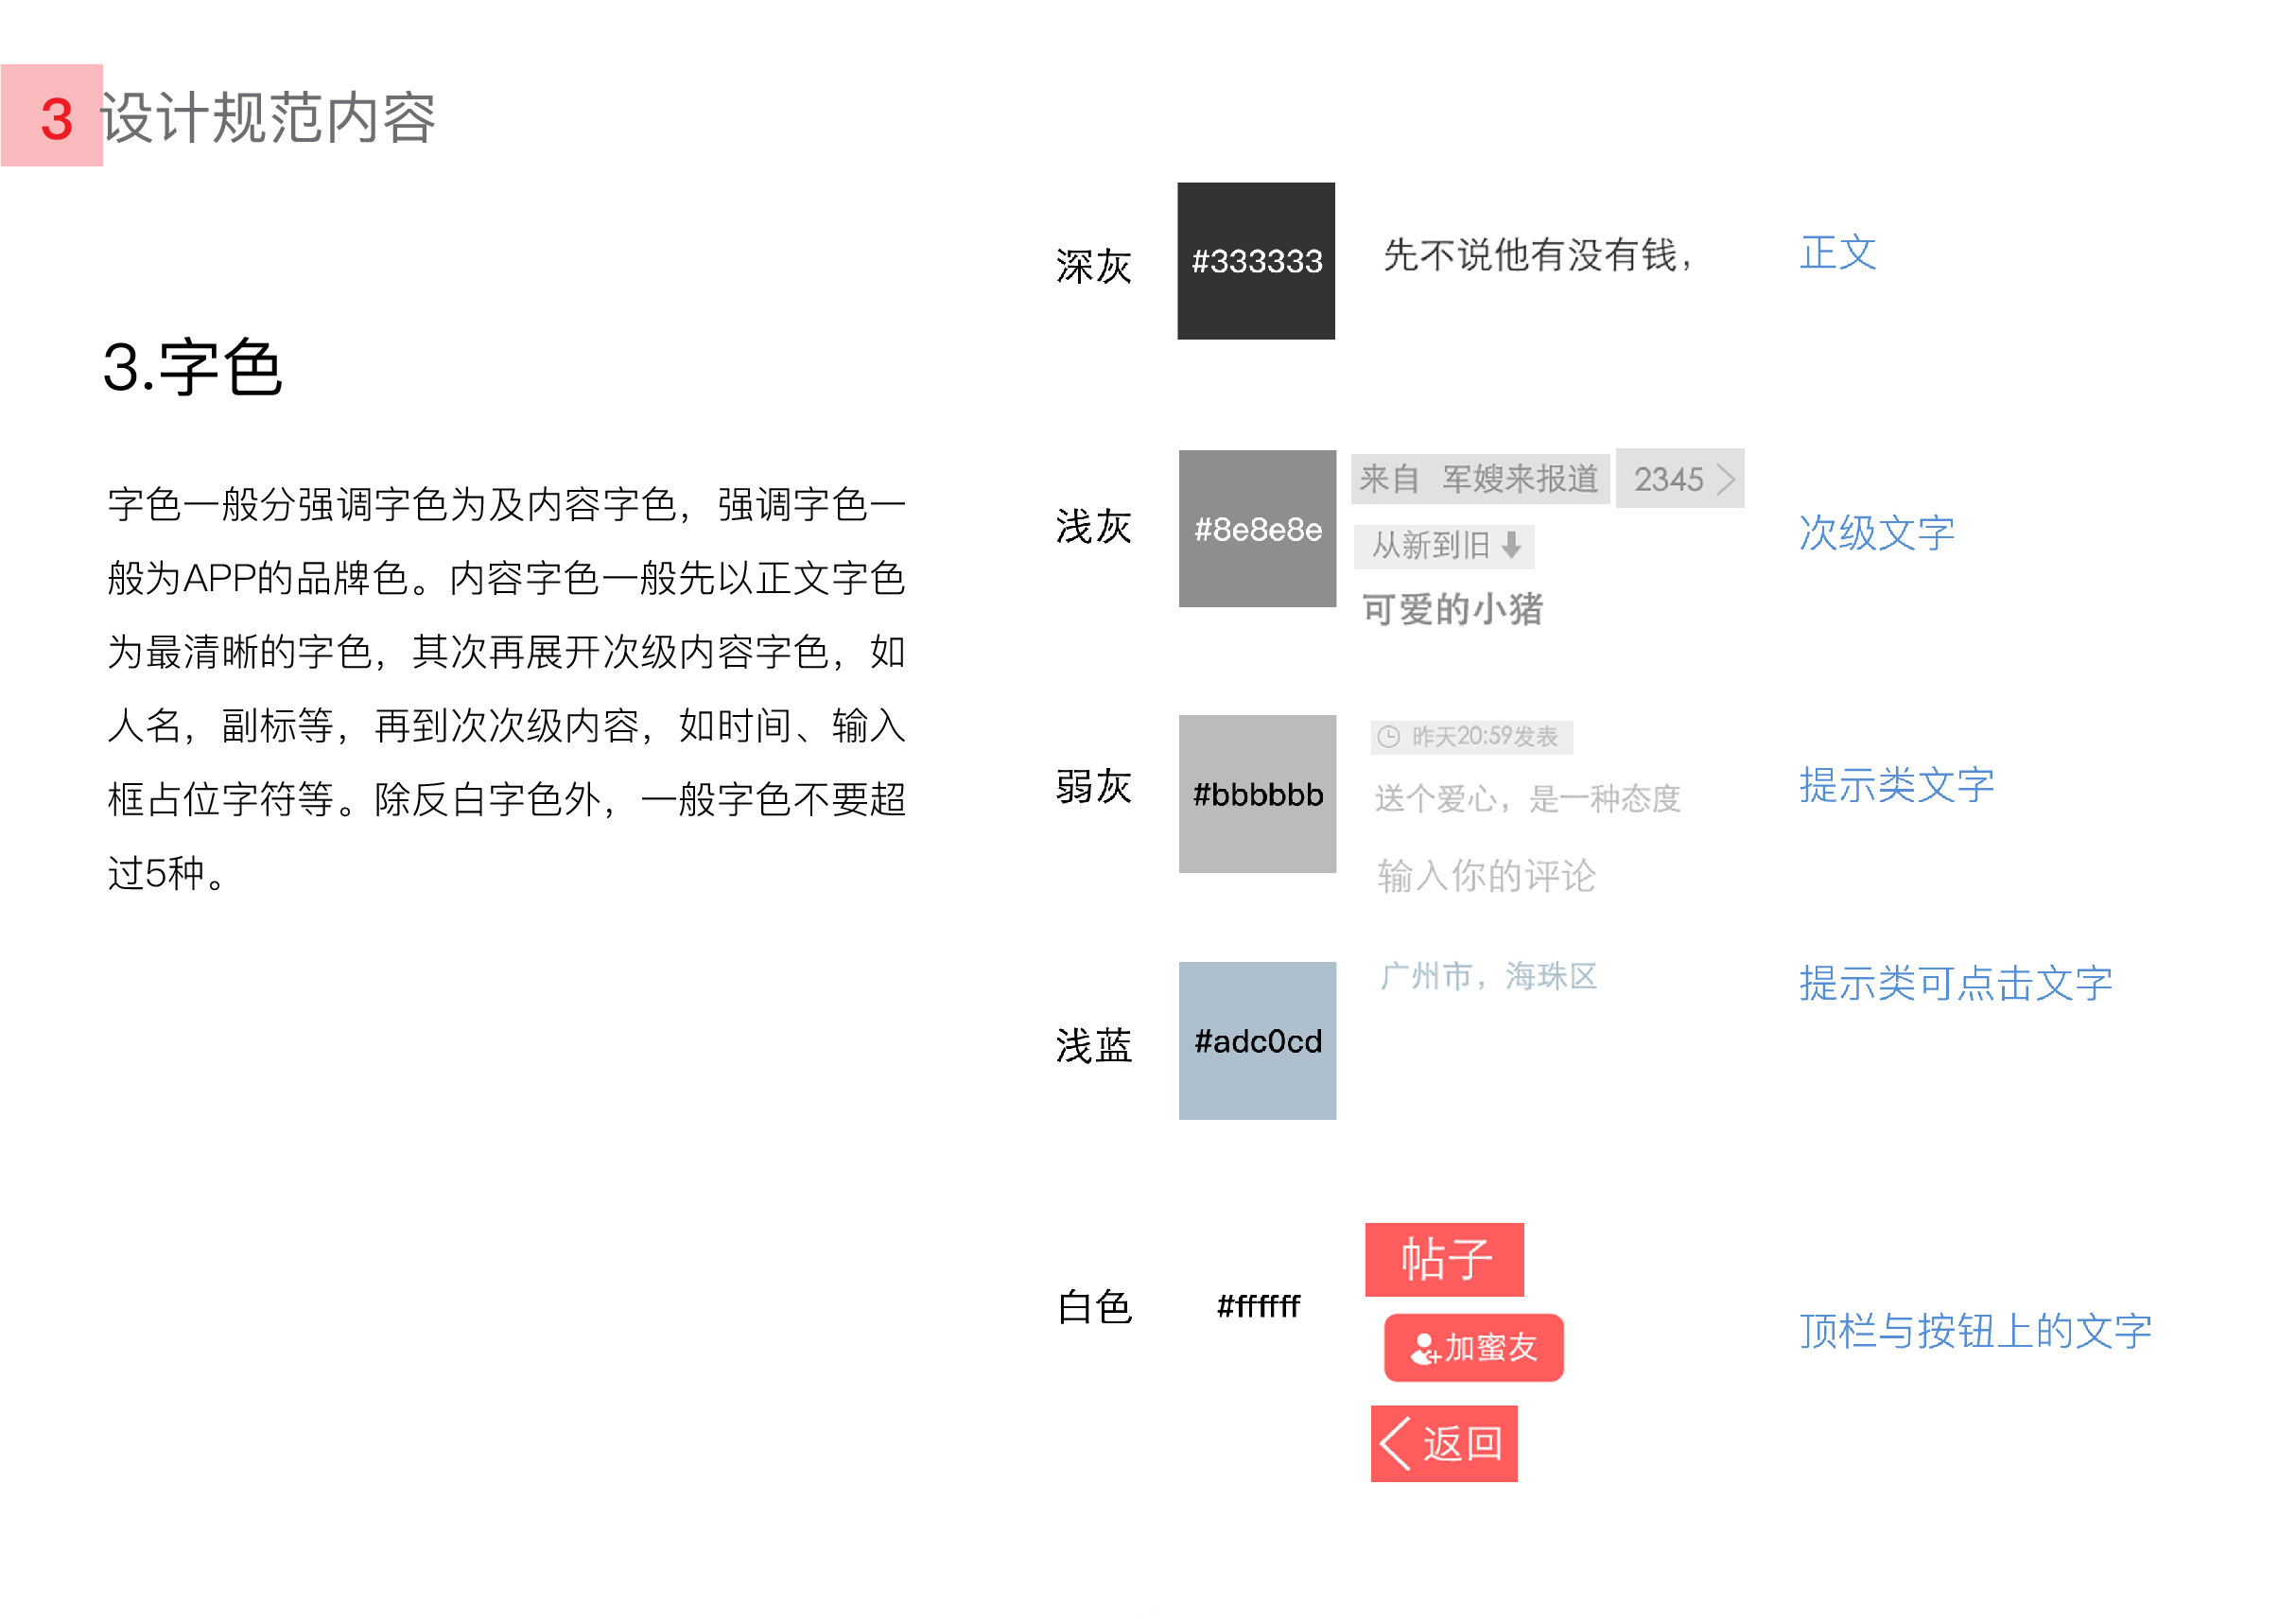 3 设计规范内容
3.字色
字色一般分强调字色为及内容字色，强调字色一
般为APP的品牌色。内容字色一般先以正文字色
为最清晰的字色，其次再展开次级内容字色，如
人名，副标等，再到次次级内容，如时间、输入
框占位字符等。除反白字色外，一般字色不要超
过5种。
深灰 #333333 先不说他有没有钱， 正文
浅灰 #8e8e8e 次级文字
来自 军嫂来报道 2345
从新到旧
可爱的小猪
弱灰 #bbbbbb 提示类文字
昨天20:59发表
送个爱心，是一种态度
输入你的评论
浅蓝 #adc0cd 广州市，海珠区 提示类可点击文字
白色 #ffffff 顶栏与按钮上的文字
帖子
加蜜友
返回